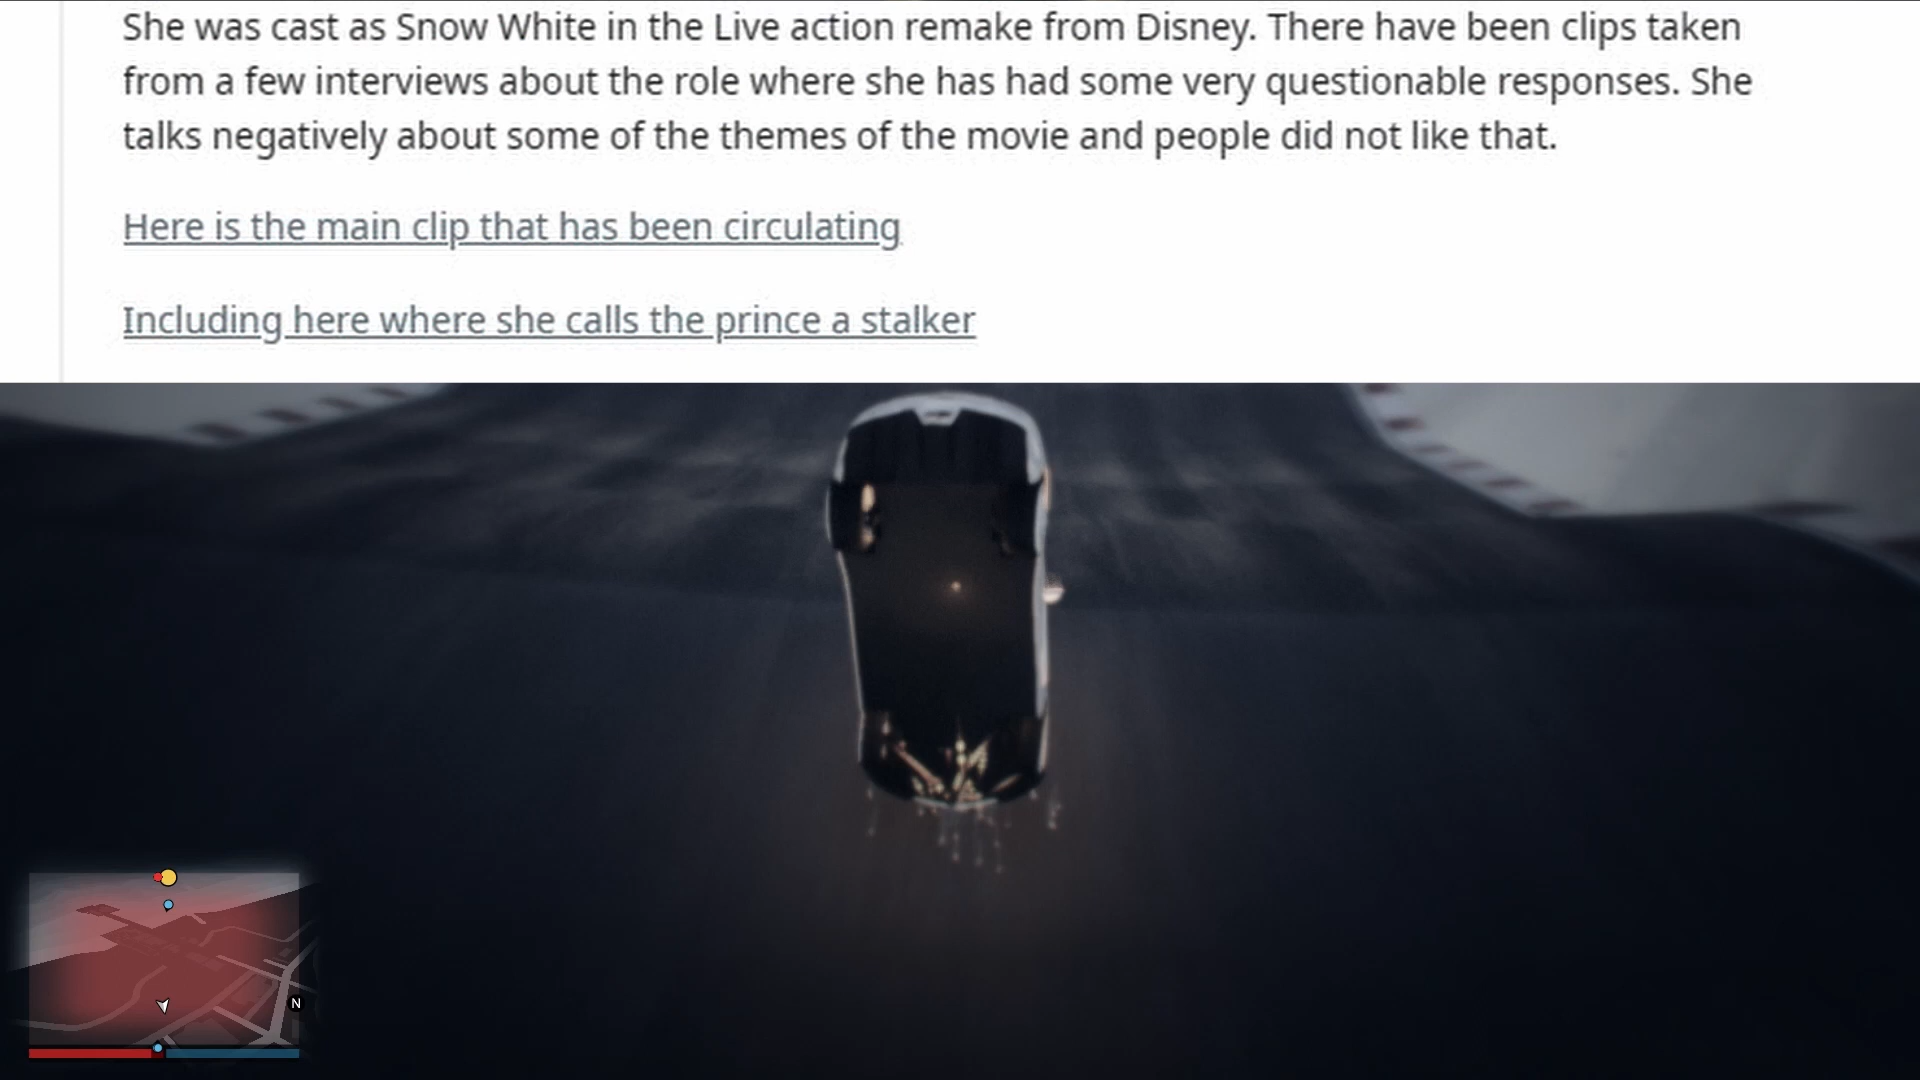 She was cast as Snow White in the Live action remake from Disney. There have been clips taken
from a few interviews about the role where she has had some very questionable responses. She
talks negatively about some of the themes of the movie and people did not like that.
Here is the main clip that has been circulating
Including here where she calls the prince a stalker
N